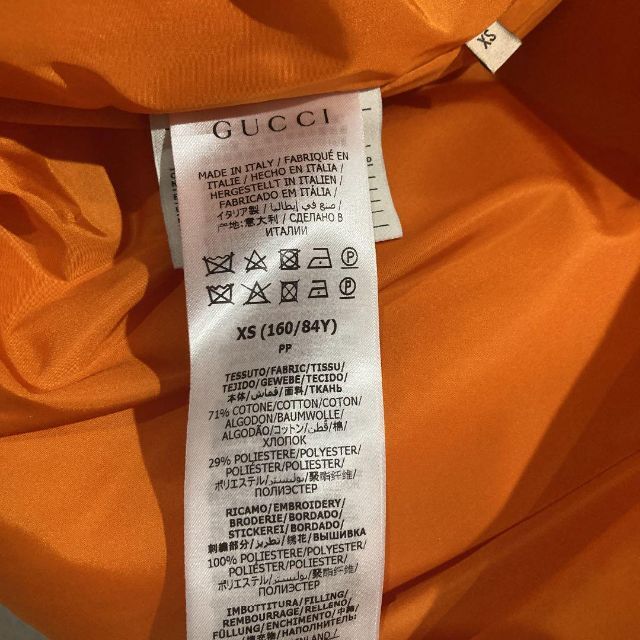 XS
GUCCI
MADE IN ITALY / FABRIQUÉ EN
ITALIE / HECHO EN ITALIA /
HERGESTELLT IN ITALIEN /
FABRICADO EM ITÁLIA /
صنع في إيطاليا /
イタリア製 /
产地:意大利 / СДЕЛАНО В
ИТАЛИИ
P
P
XS (160/84Y)
PP
TESSUTO/FABRIC/TISSU/
TEJIDO/GEWEBE/TECIDO/
本体/قماش/面料/ТКАНЬ
71% COTONE/COTTON/COTON/
ALGODON/BAUMWOLLE/
ALGODÃO/コットン/قطن/棉/
ХЛОПОК
29% POLIESTERE/POLYESTER/
POLIÉSTER/POLIESTER/
POLYESTER/POLIÉSTER/
ポリエステル/بوليستر/聚酯纤维/
ПОЛИЭСТЕР
RICAMO/EMBROIDERY/
BRODERIE/BORDADO/
STICKEREI/BORDADO/
刺繍部分/تطريز/绣花/ВЫШИВКА
100% POLIESTERE/POLYESTER/
POLIÉSTER/POLYESTER/
ポリエステル/بوليستر/聚酯纤维/
ПОЛИЭСТЕР
IMBOTTITURA/FILLING/
REMBOURRAGE/RELLENO/
FÜLLUNG/ENCHIMENTO/中綿/
НАПОЛНИТЕЛЬ: